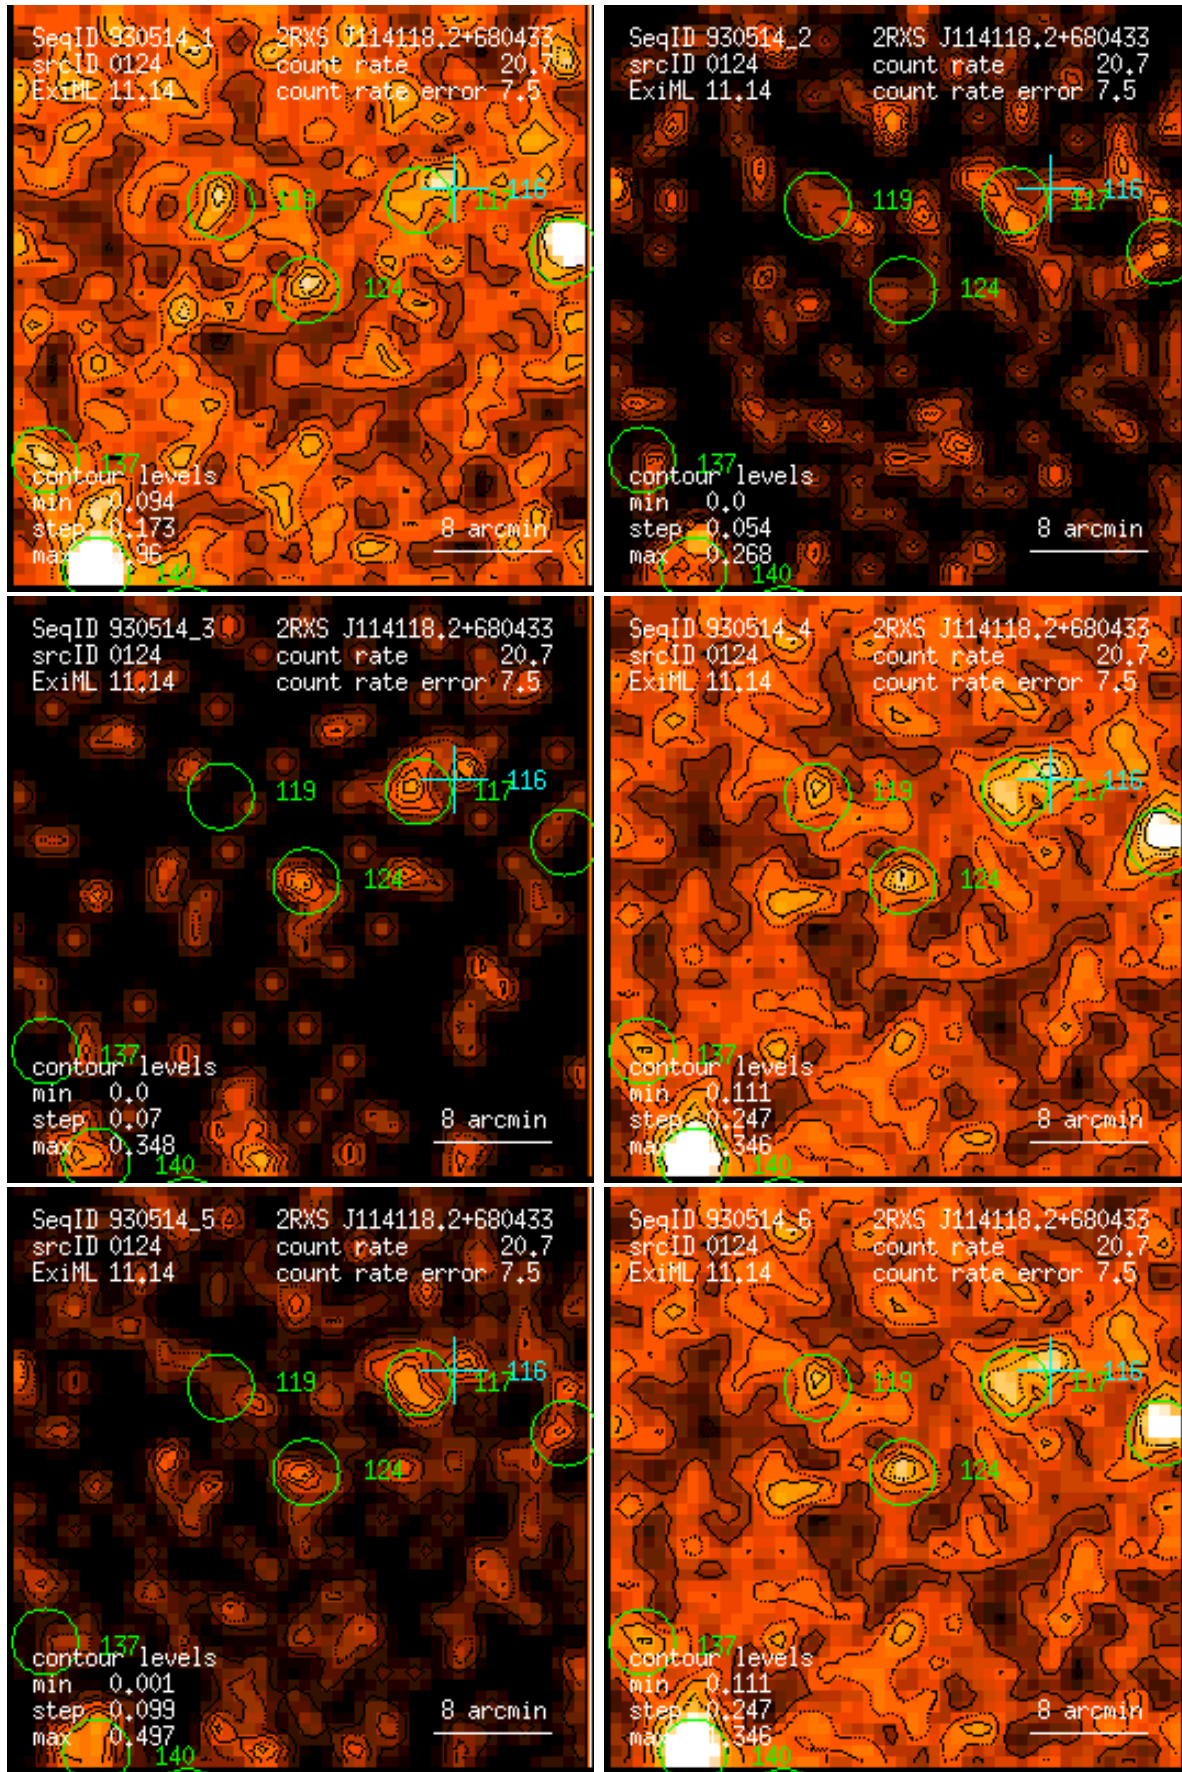 SeqID 930514_1 2RXS J114118.2+680433
srcID 0124 count rate 20.7
ExiML 11.14 count rate error 7.5
119
117
116
124
137
contour levels
min 0.094
step 0.173
max 0.96
8 arcmin
140
SeqID 930514_2 2RXS J114118.2+680433
srcID 0124 count rate 20.7
ExiML 11.14 count rate error 7.5
119
117
116
124
137
contour levels
min 0.0
step 0.054
max 0.268
8 arcmin
140
SeqID 930514_3 2RXS J114118.2+680433
srcID 0124 count rate 20.7
ExiML 11.14 count rate error 7.5
119
117
116
124
137
contour levels
min 0.0
step 0.07
max 0.348
8 arcmin
140
SeqID 930514_4 2RXS J114118.2+680433
srcID 0124 count rate 20.7
ExiML 11.14 count rate error 7.5
119
117
116
124
137
contour levels
min 0.111
step 0.247
max .346
8 arcmin
140
SeqID 930514_5 2RXS J114118.2+680433
srcID 0124 count rate 20.7
ExiML 11.14 count rate error 7.5
119
117
116
124
137
contour levels
min 0.001
step 0.099
max 0.497
8 arcmin
140
SeqID 930514_6 2RXS J114118.2+680433
srcID 0124 count rate 20.7
ExiML 11.14 count rate error 7.5
119
117
116
124
137
contour levels
min 0.111
step 0.247
max .346
8 arcmin
140